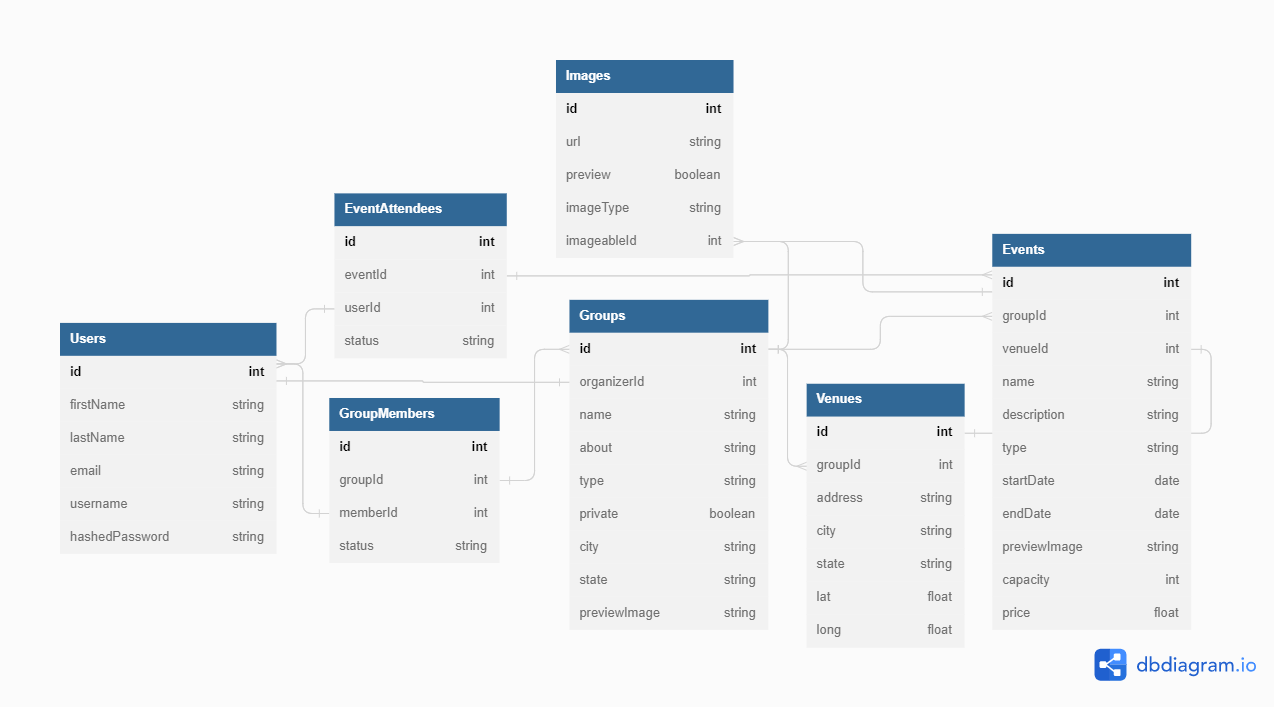 Images
id int
url string
preview boolean
imageType string
imageableId int
EventAttendees
id int
eventId int
userId int
status string
Events
id int
groupId int
venueId int
name string
description string
type string
startDate date
endDate date
previewImage string
capacity int
price float
Groups
id int
organizerId int
name string
about string
type string
private boolean
city string
state string
previewImage string
Users
id int
firstName string
lastName string
email string
username string
hashedPassword string
GroupMembers
id int
groupId int
memberId int
status string
Venues
id int
groupId int
address string
city string
state string
lat float
long float
dbdiagram.io